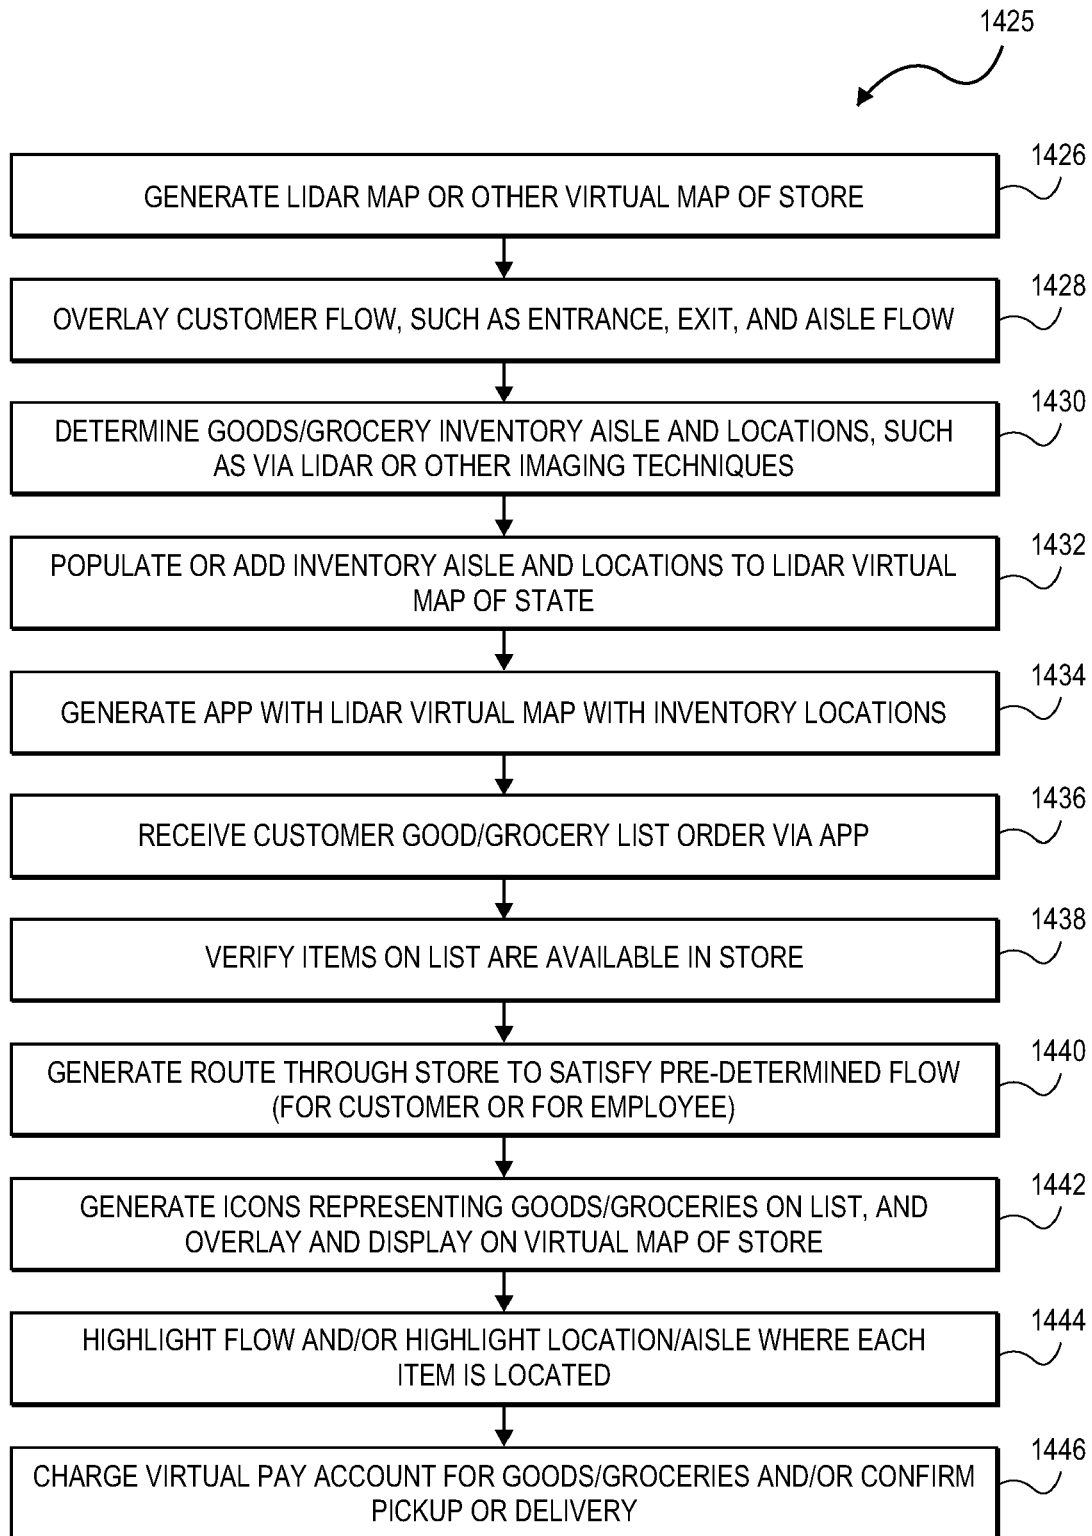 1425
1426
GENERATE LIDAR MAP OR OTHER VIRTUAL MAP OF STORE
1428
OVERLAY CUSTOMER FLOW, SUCH AS ENTRANCE, EXIT, AND AISLE FLOW
1430
DETERMINE GOODS/GROCERY INVENTORY AISLE AND LOCATIONS, SUCH
AS VIA LIDAR OR OTHER IMAGING TECHNIQUES
1432
POPULATE OR ADD INVENTORY AISLE AND LOCATIONS TO LIDAR VIRTUAL
MAP OF STATE
1434
GENERATE APP WITH LIDAR VIRTUAL MAP WITH INVENTORY LOCATIONS
1436
RECEIVE CUSTOMER GOOD/GROCERY LIST ORDER VIA APP
1438
VERIFY ITEMS ON LIST ARE AVAILABLE IN STORE
1440
GENERATE ROUTE THROUGH STORE TO SATISFY PRE-DETERMINED FLOW
(FOR CUSTOMER OR FOR EMPLOYEE)
1442
GENERATE ICONS REPRESENTING GOODS/GROCERIES ON LIST, AND
OVERLAY AND DISPLAY ON VIRTUAL MAP OF STORE
1444
HIGHLIGHT FLOW AND/OR HIGHLIGHT LOCATION/AISLE WHERE EACH
ITEM IS LOCATED
1446
CHARGE VIRTUAL PAY ACCOUNT FOR GOODS/GROCERIES AND/OR CONFIRM
PICKUP OR DELIVERY